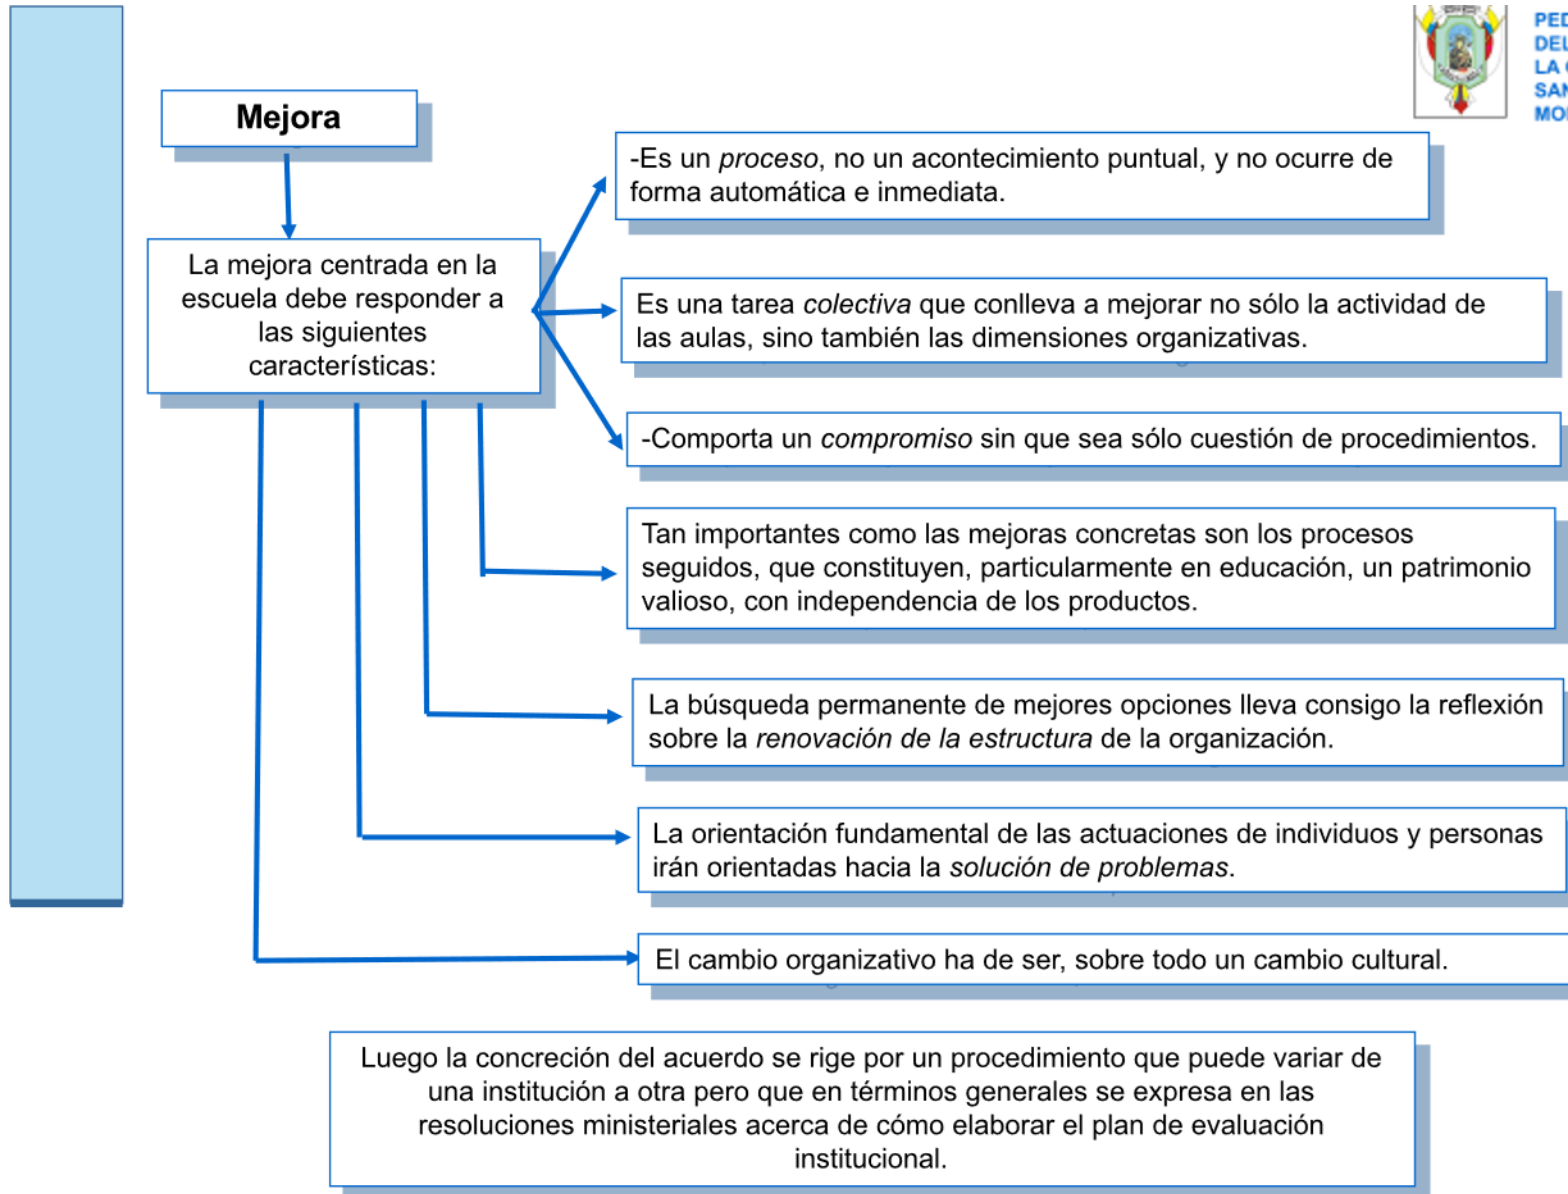 PED
DEL
LA
SAN
MO
Mejora
-Es un proceso, no un acontecimiento puntual, y no ocurre de
forma automática e inmediata.
La mejora centrada en la
escuela debe responder a
las siguientes
características:
Es una tarea colectiva que conlleva a mejorar no sólo la actividad de
las aulas, sino también las dimensiones organizativas.
-Comporta un compromiso sin que sea sólo cuestión de procedimientos.
Tan importantes como las mejoras concretas son los procesos
seguidos, que constituyen, particularmente en educación, un patrimonio
valioso, con independencia de los productos.
La búsqueda permanente de mejores opciones lleva consigo la reflexión
sobre la renovación de la estructura de la organización.
La orientación fundamental de las actuaciones de individuos y personas
irán orientadas hacia la solución de problemas.
El cambio organizativo ha de ser, sobre todo un cambio cultural.
Luego la concreción del acuerdo se rige por un procedimiento que puede variar de
una institución a otra pero que en términos generales se expresa en las
resoluciones ministeriales acerca de cómo elaborar el plan de evaluación
institucional.